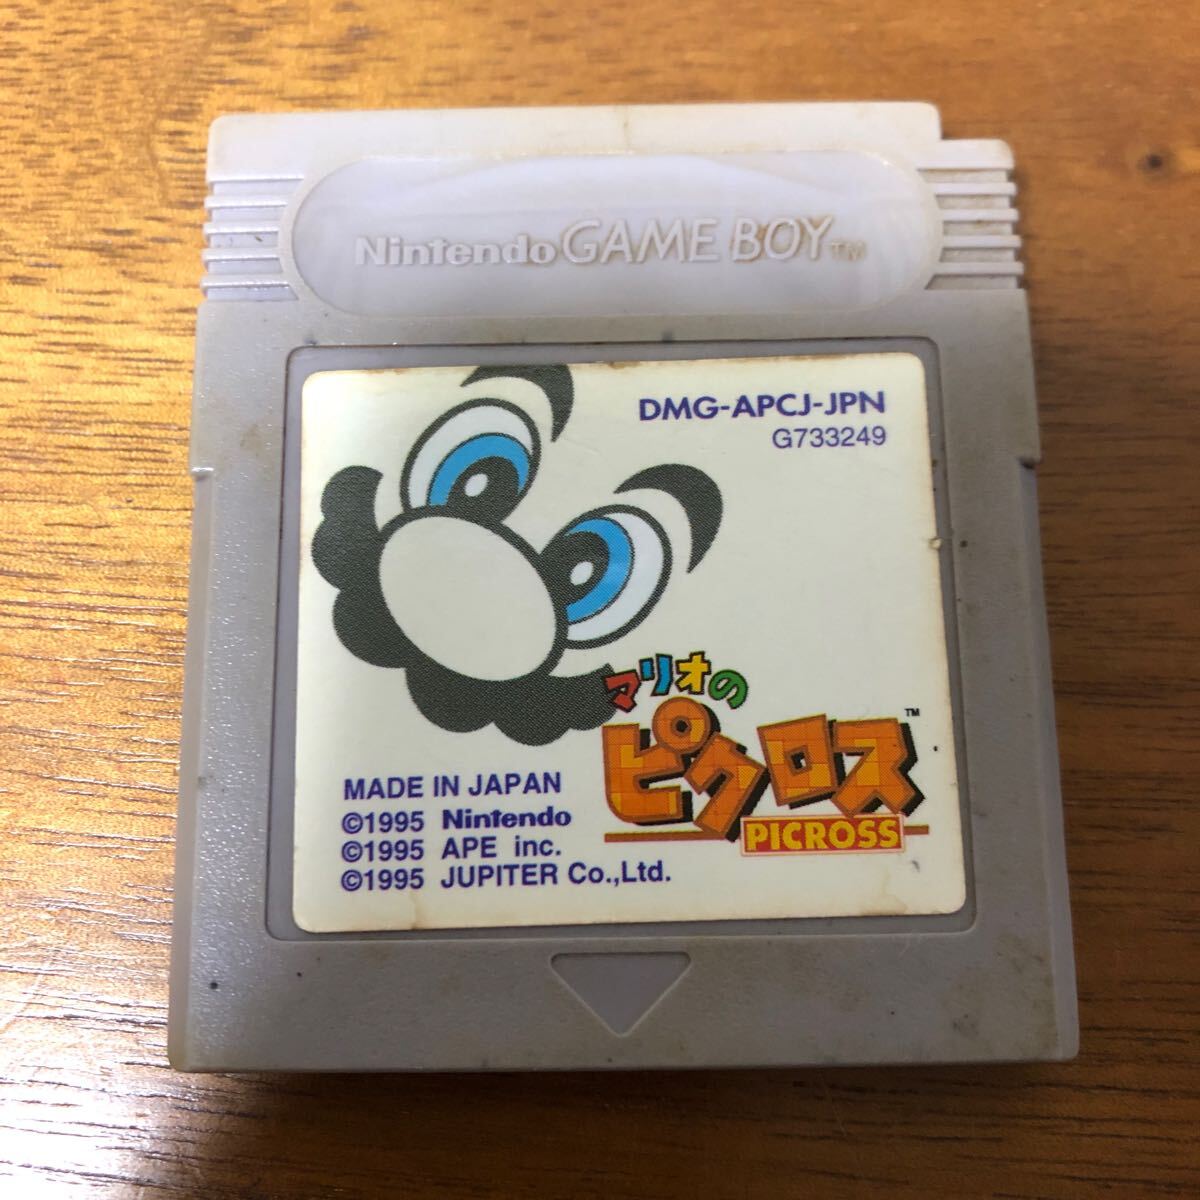 Nintendo GAME BOY™
DMG-APCJ-JPN
G733249
マリオの
ピクロス™
PICROSS
MADE IN JAPAN
©1995 Nintendo
©1995 APE inc.
©1995 JUPITER Co.,Ltd.